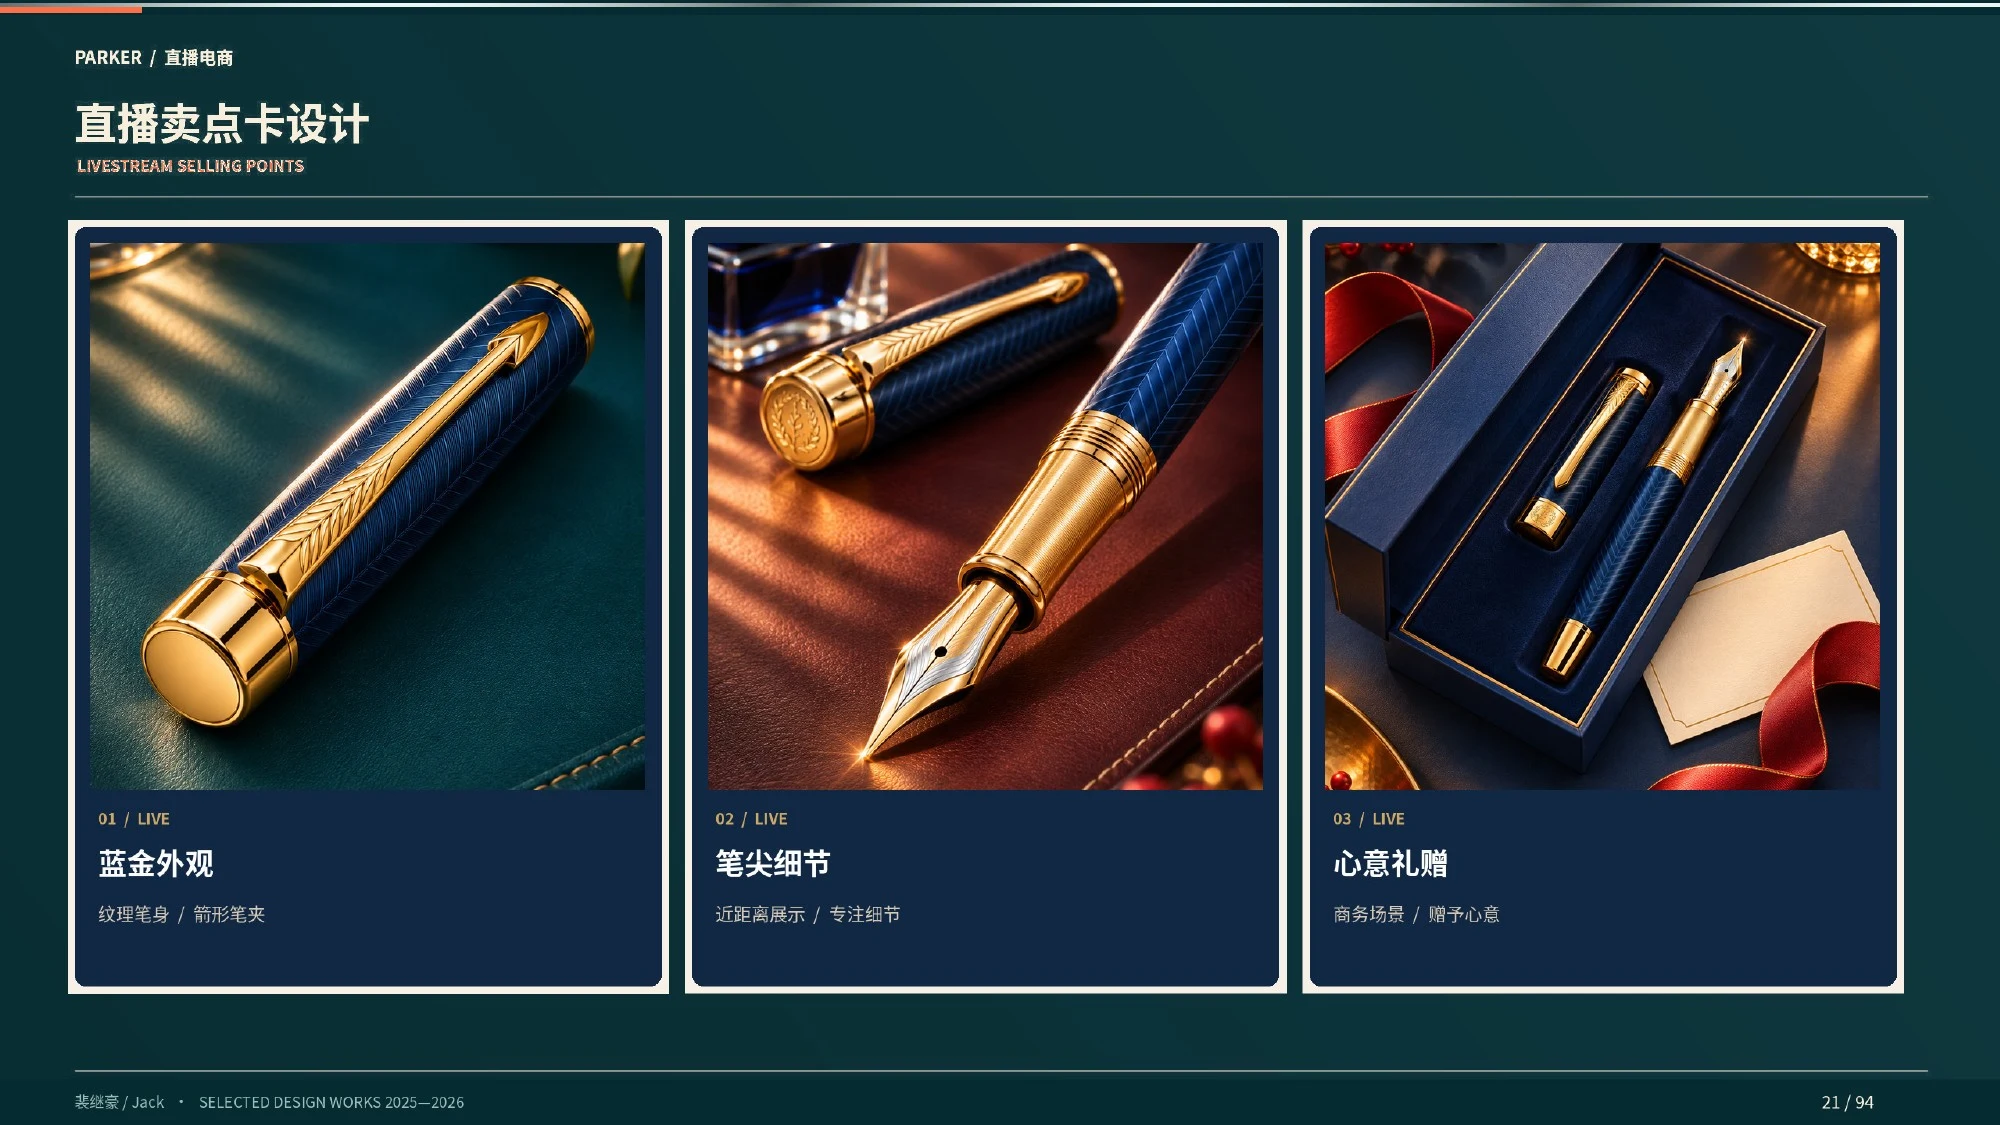 PARKER / 直播电商
直播卖点卡设计
LIVESTREAM SELLING POINTS
01 / LIVE
蓝金外观
纹理笔身 / 箭形笔夹
02 / LIVE
笔尖细节
近距离展示 / 专注细节
03 / LIVE
心意礼赠
商务场景 / 赠予心意
裴继豪 / Jack · SELECTED DESIGN WORKS 2025—2026
21 / 94